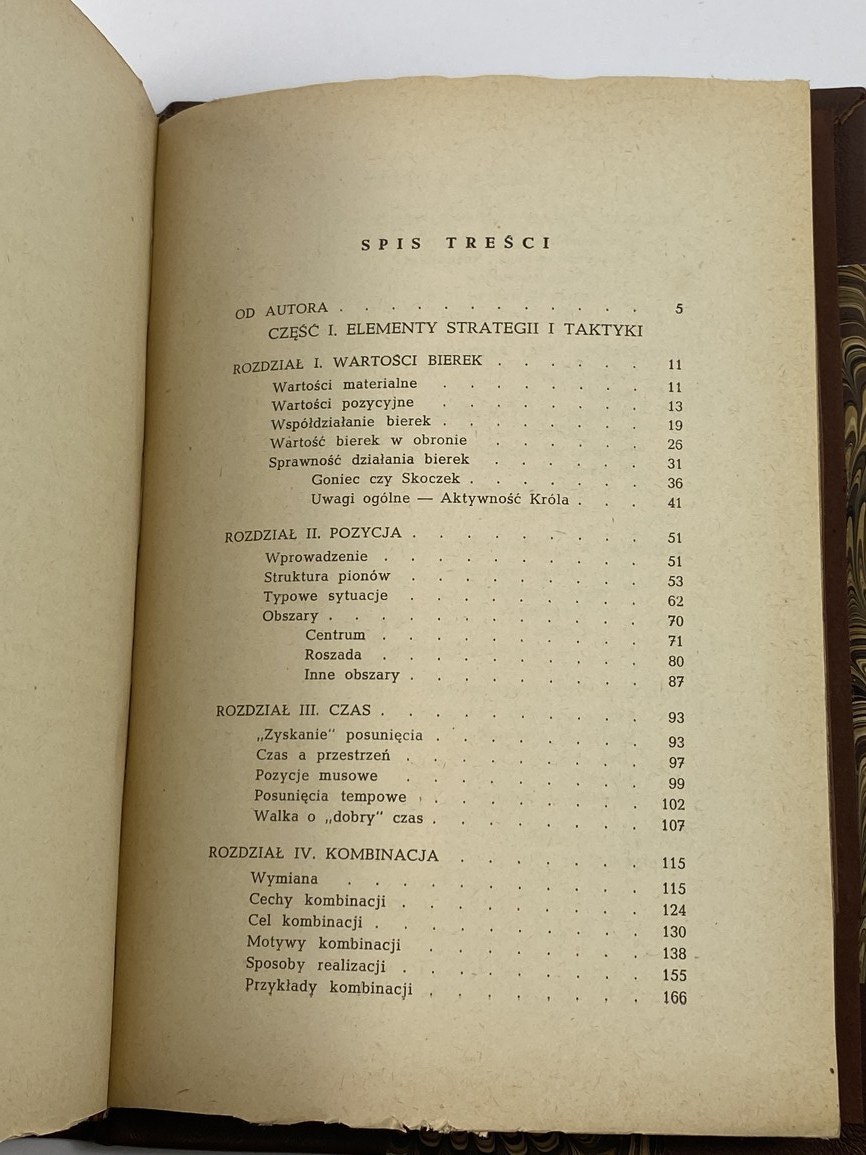 SPIS TREŚCI
OD AUTORA . . . . . . . . . . . . 5
CZĘŚĆ I. ELEMENTY STRATEGII I TAKTYKI
ROZDZIAŁ I. WARTOŚCI BIEREK . . . . . . 11
Wartości materialne . . . . . . . . 11
Wartości pozycyjne . . . . . . . . 13
Współdziałanie bierek . . . . . . . . 19
Wartość bierek w obronie . . . . . . 26
Sprawność działania bierek . . . . . . 31
Goniec czy Skoczek . . . . . . . 36
Uwagi ogólne — Aktywność Króla . . . 41
ROZDZIAŁ II. POZYCJA . . . . . . . . . 51
Wprowadzenie . . . . . . . . . . 51
Struktura pionów . . . . . . . . . 53
Typowe sytuacje . . . . . . . . . 62
Obszary . . . . . . . . . . . . 70
Centrum . . . . . . . . . . 71
Roszada . . . . . . . . . . 80
Inne obszary . . . . . . . . . 87
ROZDZIAŁ III. CZAS . . . . . . . . . . 93
„Zyskanie" posunięcia . . . . . . . . 93
Czas a przestrzeń . . . . . . . . . 97
Pozycje musowe . . . . . . . . . 99
Posunięcia tempowe . . . . . . . . 102
Walka o „dobry" czas . . . . . . . . 107
ROZDZIAŁ IV. KOMBINACJA . . . . . . . 115
Wymiana . . . . . . . . . . . 115
Cechy kombinacji . . . . . . . . . 124
Cel kombinacji . . . . . . . . . . 130
Motywy kombinacji . . . . . . . . 138
Sposoby realizacji . . . . . . . . . 155
Przykłady kombinacji . . . . . . . . 166